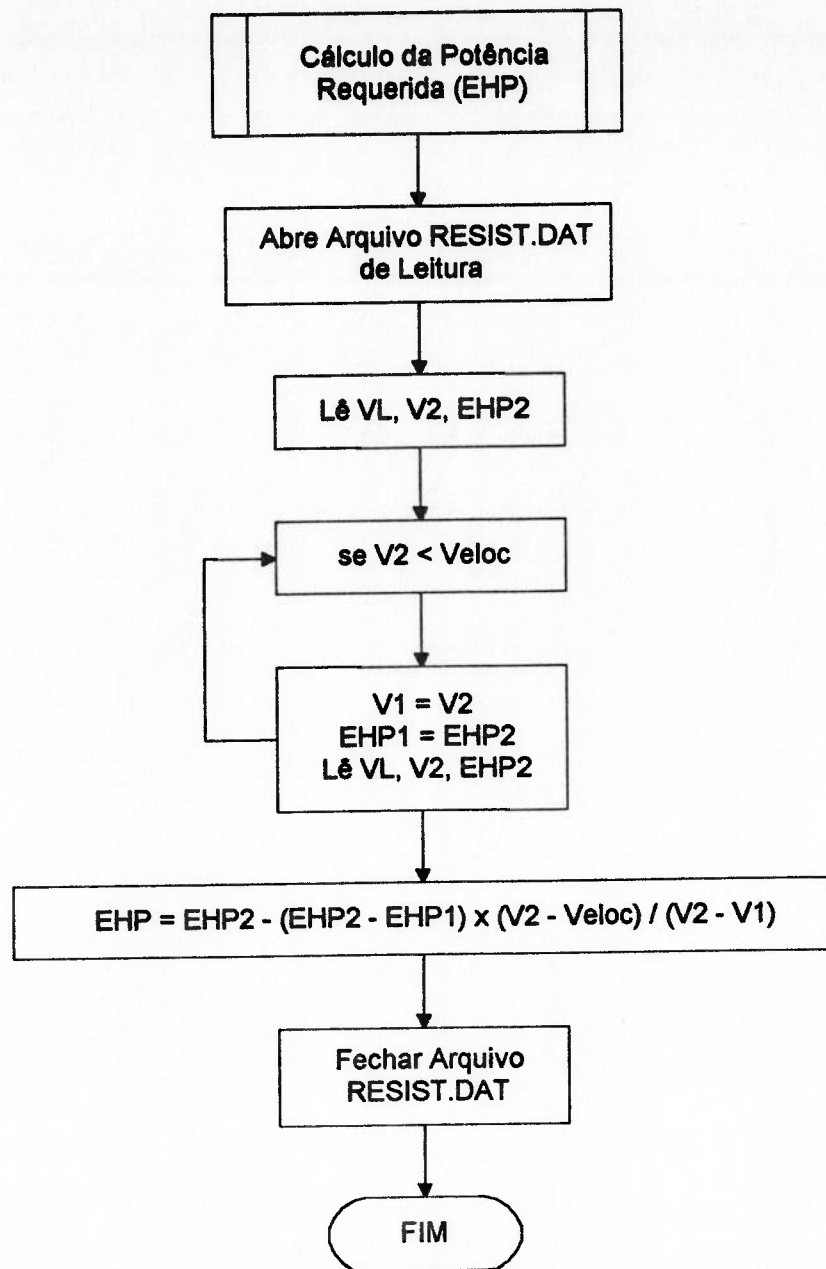 Cálculo da Potência
Requerida (EHP)
Abre Arquivo RESIST.DAT
de Leitura
Lê VL, V2, EHP2
se V2 < Veloc
V1 = V2
EHP1 = EHP2
Lê VL, V2, EHP2
EHP = EHP2 - (EHP2 - EHP1) x (V2 - Veloc) / (V2 - V1)
Fechar Arquivo
RESIST.DAT
FIM